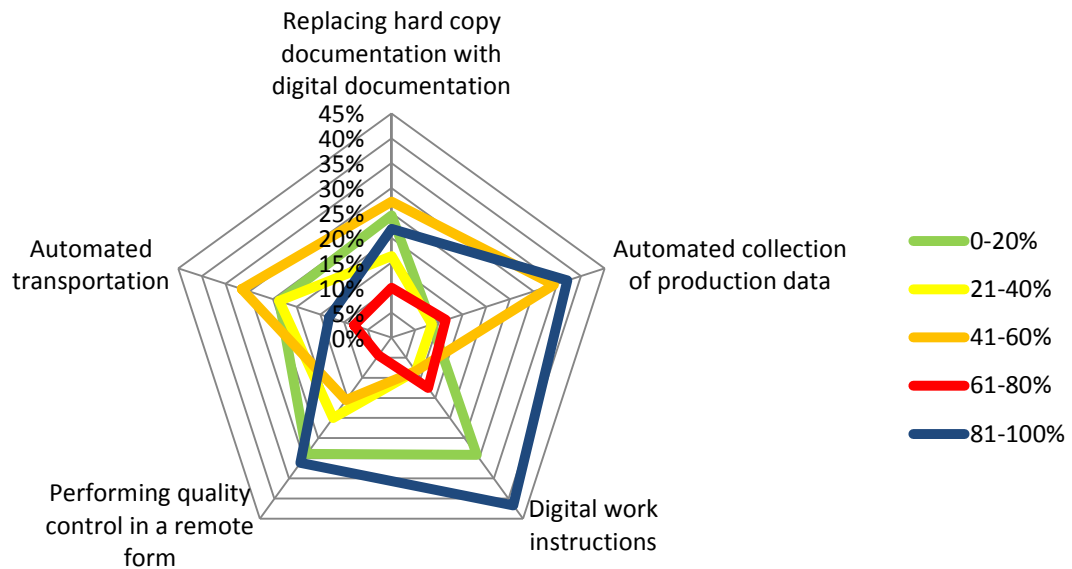 Replacing hard copy
documentation with
digital documentation
45%
40%
35%
30%
25%
20%
15%
10%
5%
0%
Automated
transportation
Automated collection
of production data
0-20%
21-40%
41-60%
61-80%
81-100%
Performing quality
control in a remote
form
Digital work
instructions